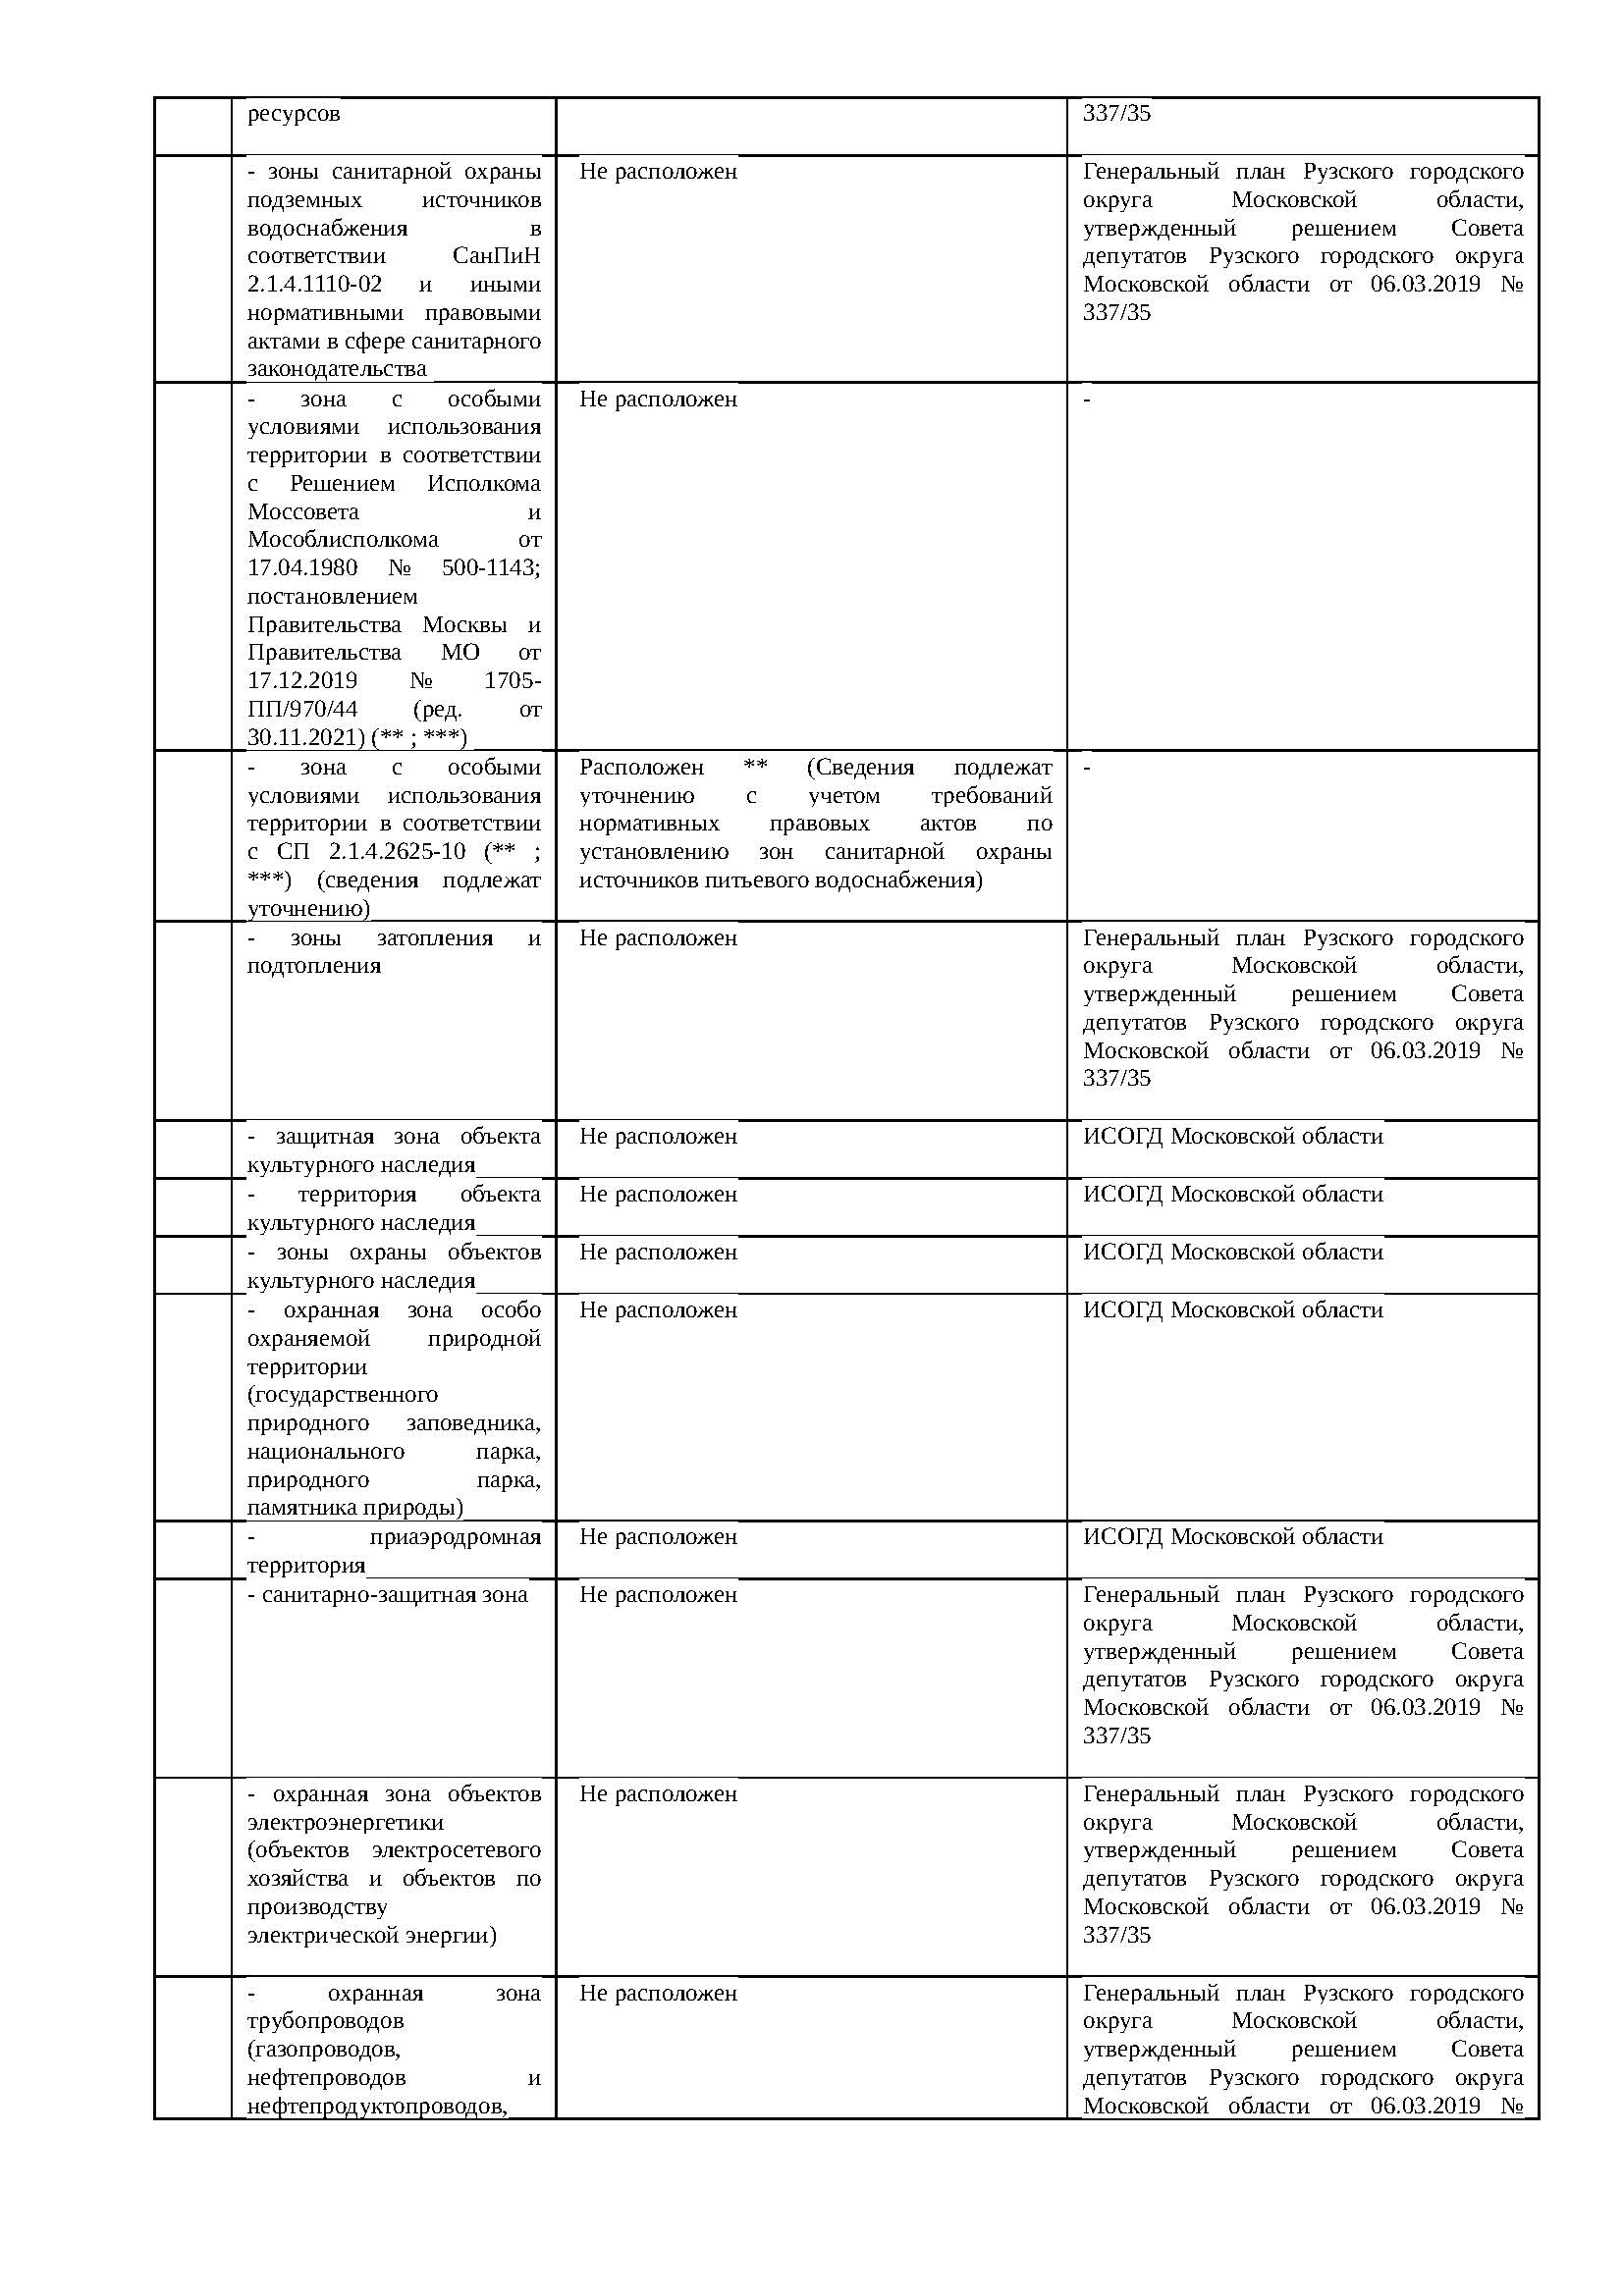 ресурсов
337/35
- зоны санитарной охраны
подземных источников
водоснабжения в
соответствии СанПиН
2.1.4.1110-02 и иными
нормативными правовыми
актами в сфере санитарного
законодательства
Не расположен
Генеральный план Рузского городского
округа Московской области,
утвержденный решением Совета
депутатов Рузского городского округа
Московской области от 06.03.2019 №
337/35
- зона с особыми
условиями использования
территории в соответствии
с Решением Исполкома
Моссовета и
Мособлисполкома от
17.04.1980 № 500-1143;
постановлением
Правительства Москвы и
Правительства МО от
17.12.2019 № 1705-
ПП/970/44 (ред. от
30.11.2021) (** ; ***)
Не расположен
-
- зона с особыми
условиями использования
территории в соответствии
с СП 2.1.4.2625-10 (** ;
***) (сведения подлежат
уточнению)
Расположен ** (Сведения подлежат
уточнению с учетом требований
нормативных правовых актов по
установлению зон санитарной охраны
источников питьевого водоснабжения)
-
- зоны затопления и
подтопления
Не расположен
Генеральный план Рузского городского
округа Московской области,
утвержденный решением Совета
депутатов Рузского городского округа
Московской области от 06.03.2019 №
337/35
- защитная зона объекта
культурного наследия
Не расположен
ИСОГД Московской области
- территория объекта
культурного наследия
Не расположен
ИСОГД Московской области
- зоны охраны объектов
культурного наследия
Не расположен
ИСОГД Московской области
- охранная зона особо
охраняемой природной
территории
(государственного
природного заповедника,
национального парка,
природного парка,
памятника природы)
Не расположен
ИСОГД Московской области
- приаэродромная
территория
Не расположен
ИСОГД Московской области
- санитарно-защитная зона
Не расположен
Генеральный план Рузского городского
округа Московской области,
утвержденный решением Совета
депутатов Рузского городского округа
Московской области от 06.03.2019 №
337/35
- охранная зона объектов
электроэнергетики
(объектов электросетевого
хозяйства и объектов по
производству
электрической энергии)
Не расположен
Генеральный план Рузского городского
округа Московской области,
утвержденный решением Совета
депутатов Рузского городского округа
Московской области от 06.03.2019 №
337/35
- охранная зона
трубопроводов
(газопроводов,
нефтепроводов и
нефтепродуктопроводов,
Не расположен
Генеральный план Рузского городского
округа Московской области,
утвержденный решением Совета
депутатов Рузского городского округа
Московской области от 06.03.2019 №